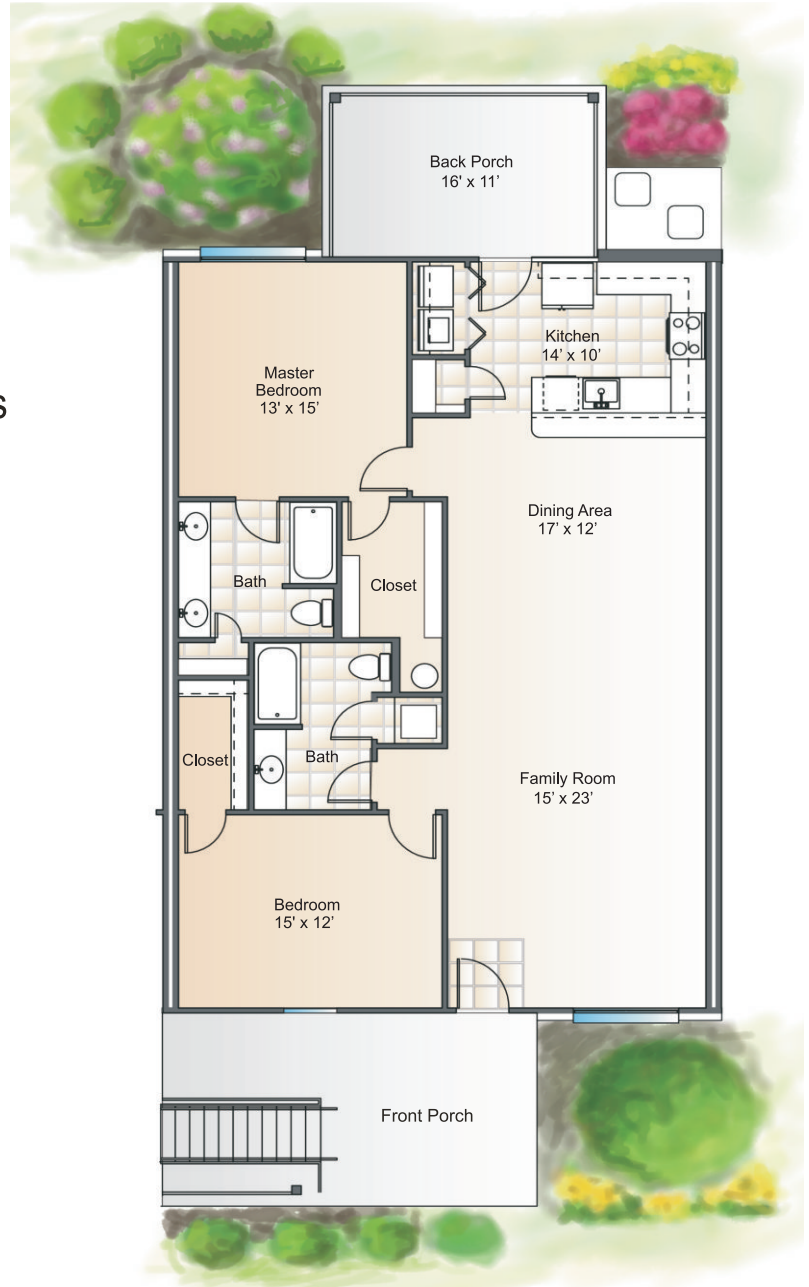 Back Porch
16' x 11’
Kitchen
14’ x 10’
Master
Bedroom
13' x 15’
s
Dining Area
17’ x 12’
Bath
Closet
Closet
Bath
Family Room
15’ x 23’
Bedroom
15' x 12’
Front Porch